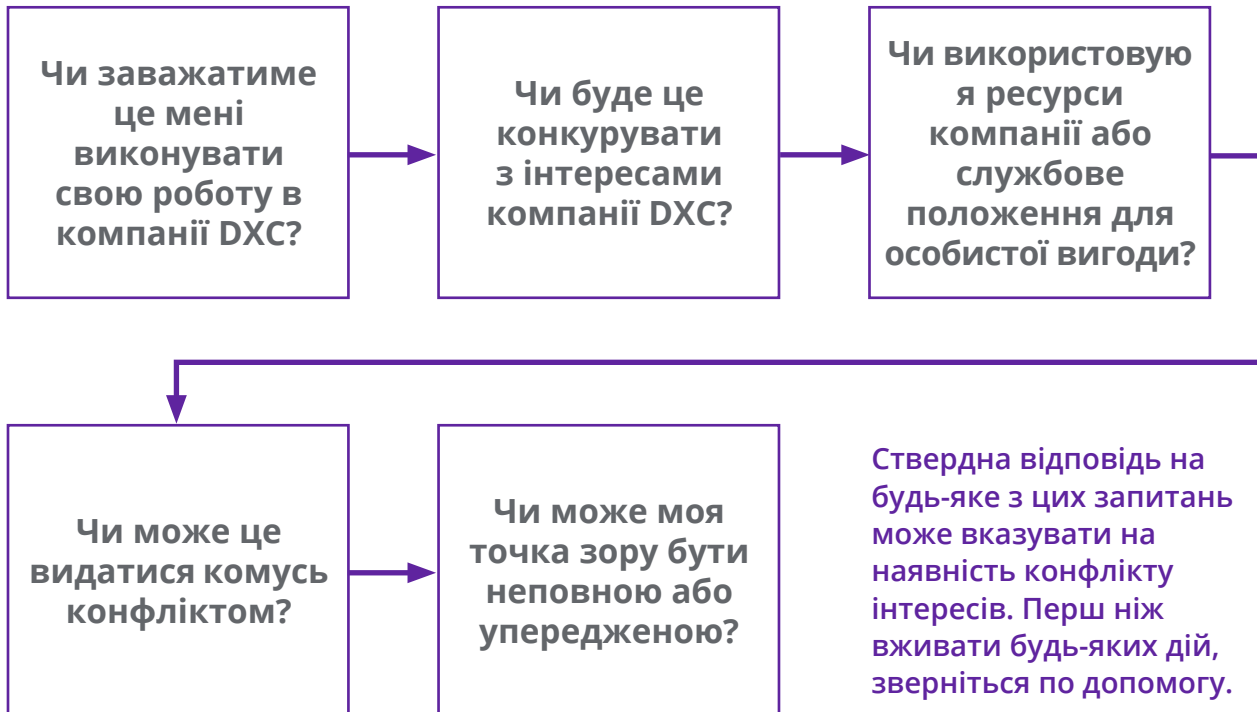 Чи заважатиме
це мені
виконувати
свою роботу в
компанії DXC?
Чи буде це
конкурувати
з інтересами
компанії DXC?
Чи використовую
я ресурси
компанії або
службове
положення для
особистої вигоди?
Чи може це
видатися комусь
конфліктом?
Чи може моя
точка зору бути
неповною або
упередженою?
Ствердна відповідь на
будь-яке з цих запитань
може вказувати на
наявність конфлікту
інтересів. Перш ніж
вживати будь-яких дій,
зверніться по допомогу.